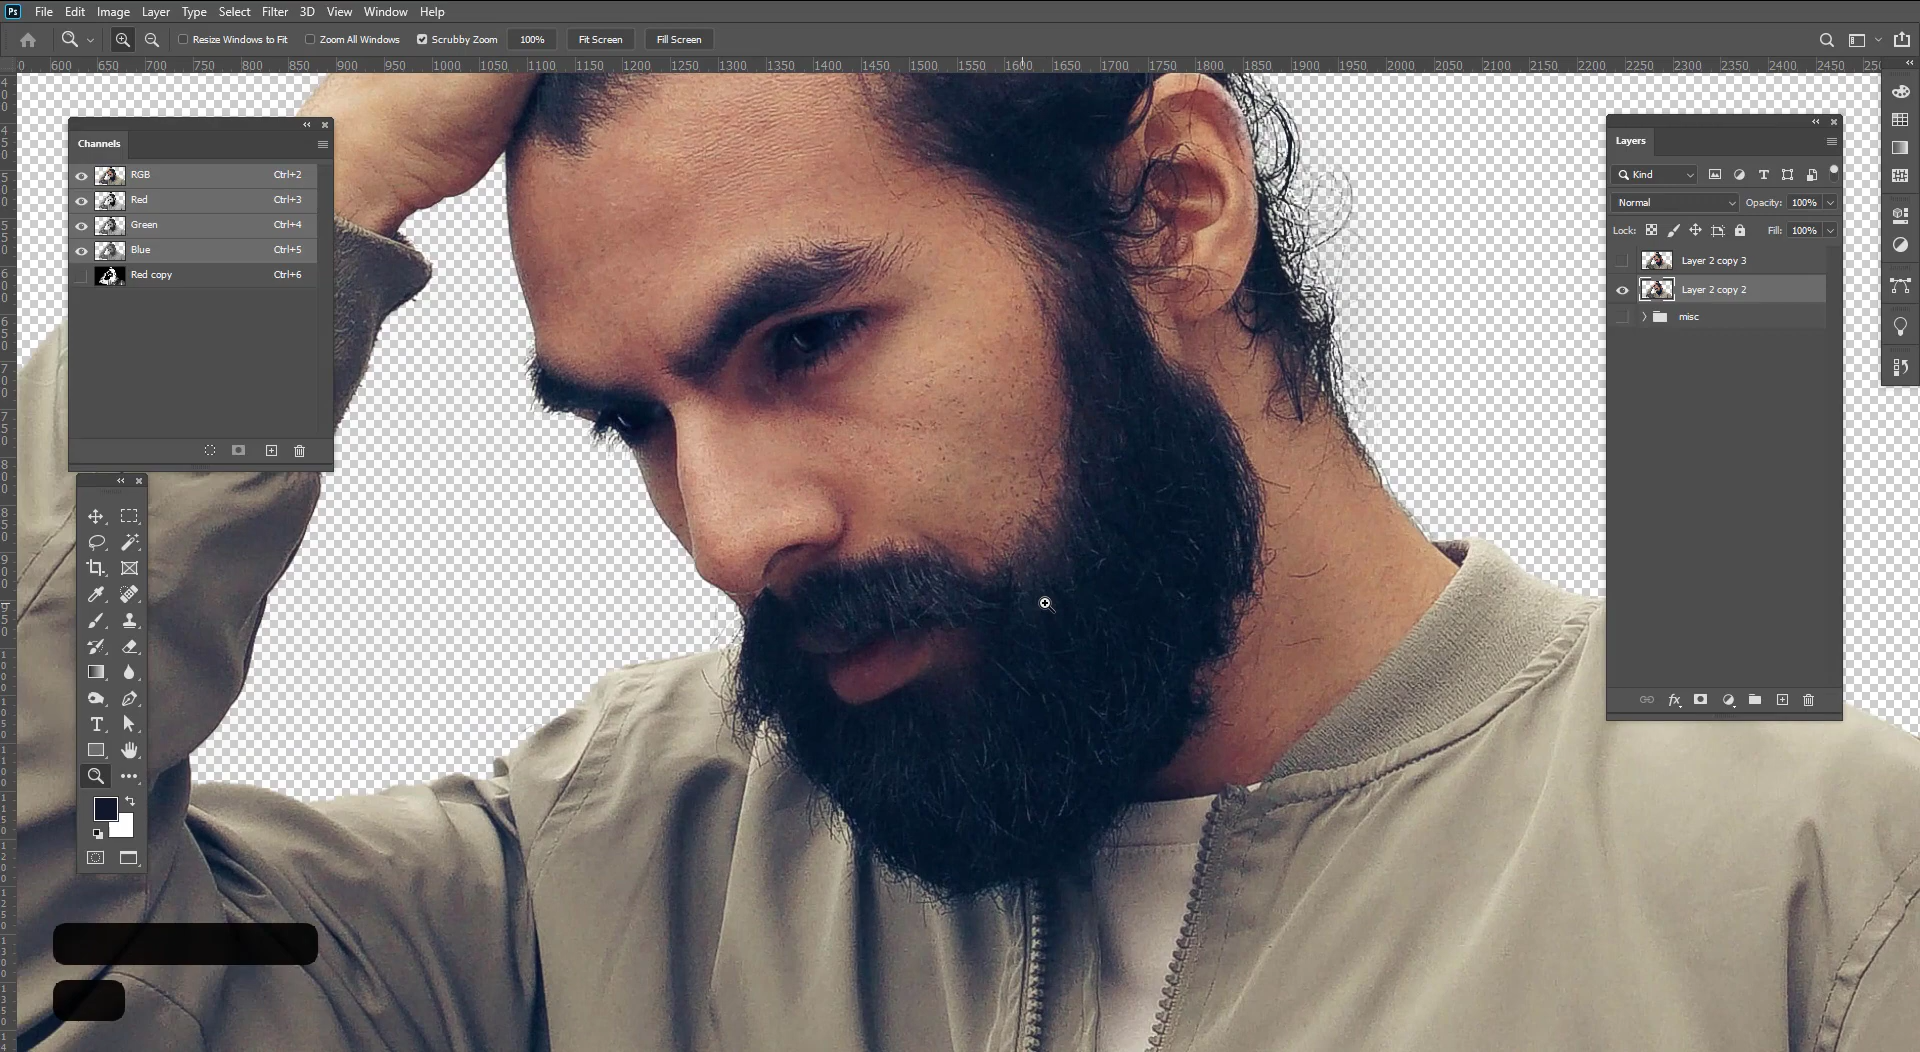 Ps File Edit Image Layer Type Select Filter 3D View Window Help
Resize Windows to Fit Zoom All Windows Scrubby Zoom 100% Fit Screen Fill Screen
0 600 650 700 750 800 850 900 950 1000 1050 1100 1150 1200 1250 1300 1350 1400 1450 1500 1550 1600 1650 1700 1750 1800 1850 1900 1950 2000 2050 2100 2150 2200 2250 2300 2350 2400 2450
Channels
RGB Ctrl+2
Red Ctrl+3
Green Ctrl+4
Blue Ctrl+5
Red copy Ctrl+6
Layers
Kind
Normal Opacity: 100%
Lock: Fill: 100%
Layer 2 copy 3
Layer 2 copy 2
misc